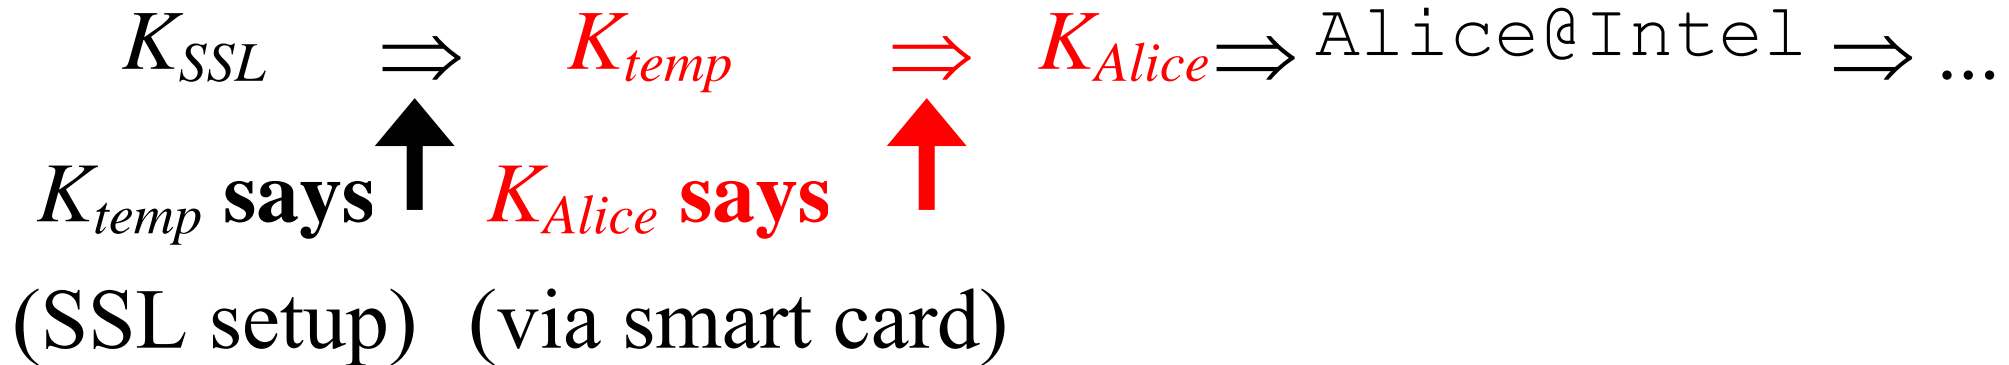 K_SSL ⇒ K_temp ⇒ K_Alice ⇒ Alice@Intel ⇒ ...
K_temp says K_Alice says
(SSL setup) (via smart card)